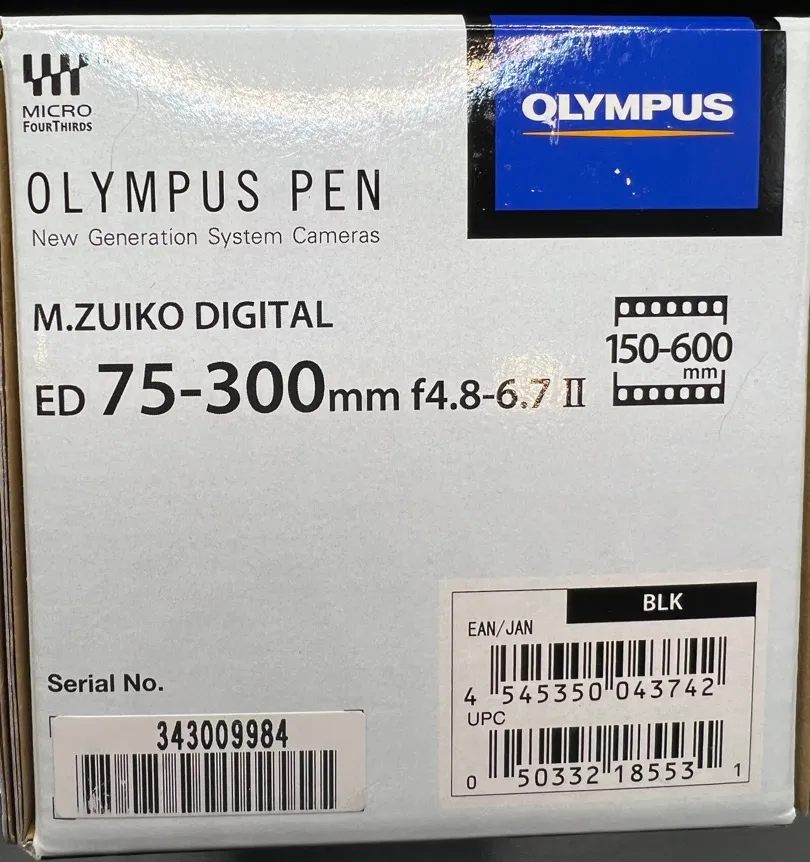 MICRO
FOURTHIRDS
OLYMPUS
OLYMPUS PEN
New Generation System Cameras
M.ZUIKO DIGITAL
ED 75-300mm f4.8-6.7 II
150-600
mm
BLK
EAN/JAN
4 545350 043742
UPC
0 50332 18553 1
Serial No.
343009984